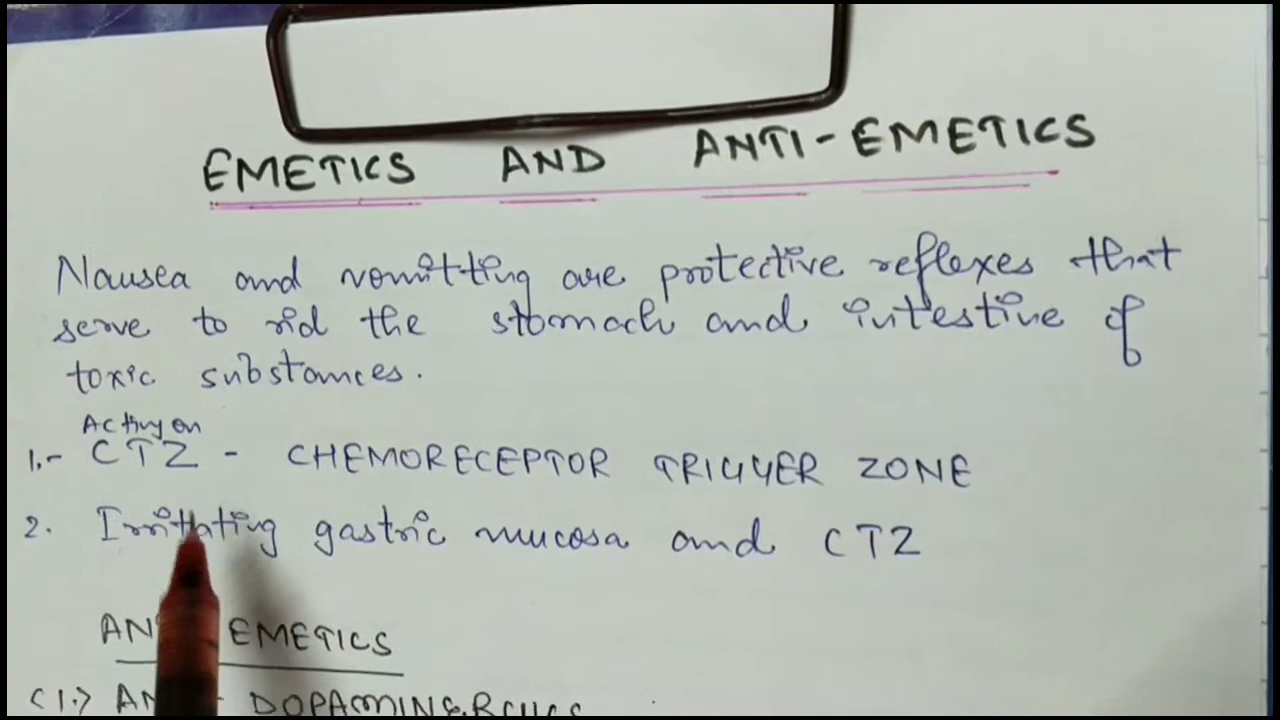 EMETICS AND ANTI-EMETICS
Nausea and vomitting are protective reflexes that
serve to rid the stomach and intestine of
toxic substances.
Acting on
1.- CTZ - CHEMORECEPTOR TRIGGER ZONE
2. Irritating gastric mucosa and CTZ
EMETICS
(1.)